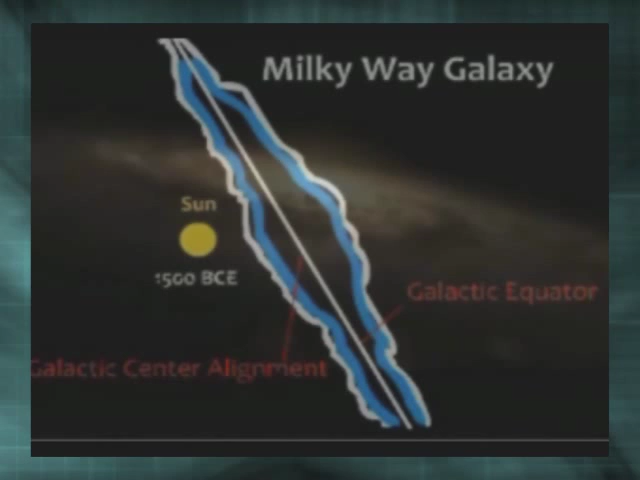 Milky Way Galaxy
Sun
1500 BCE
Galactic Equator
Galactic Center Alignment